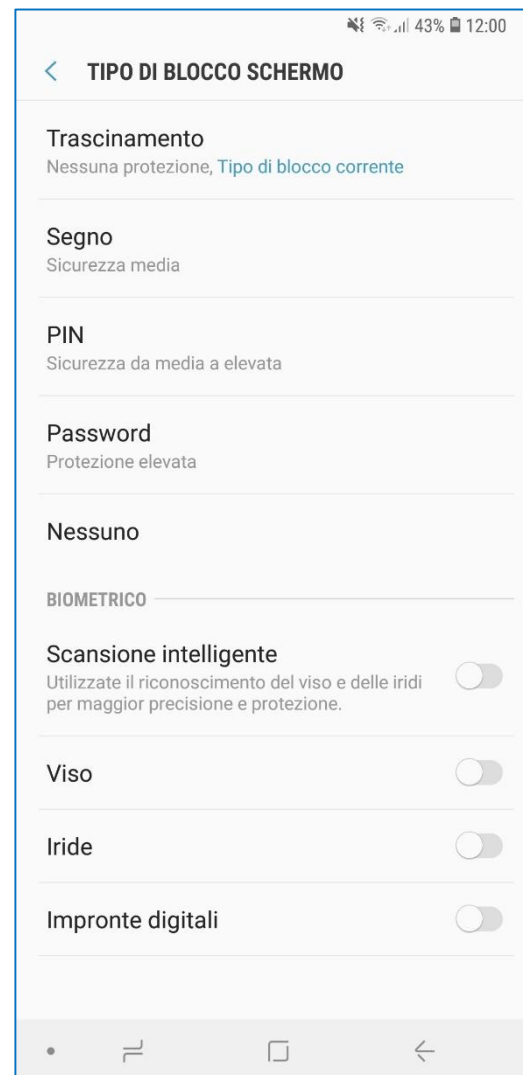 43% 12:00
TIPO DI BLOCCO SCHERMO
Trascinamento
Nessuna protezione, Tipo di blocco corrente
Segno
Sicurezza media
PIN
Sicurezza da media a elevata
Password
Protezione elevata
Nessuno
BIOMETRICO
Scansione intelligente
Utilizzate il riconoscimento del viso e delle iridi
per maggior precisione e protezione.
Viso
Iride
Impronte digitali